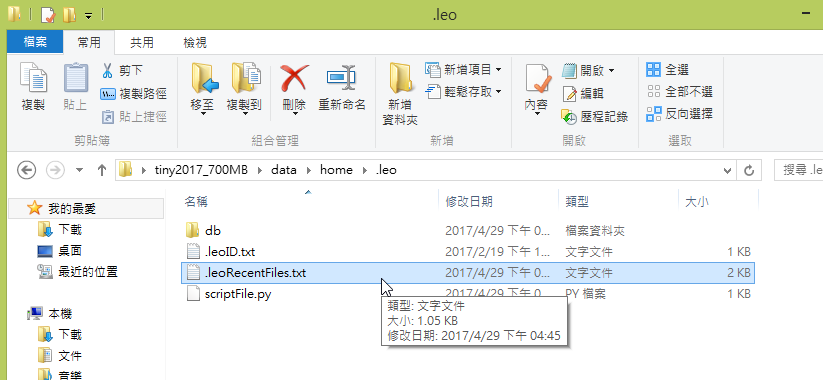 .leo
檔案 常用 共用 檢視
複製 貼上 剪下 複製路徑 貼上捷徑 移至 複製到 刪除 重新命名 新增資料夾 新增項目 輕鬆存取 內容 開啟 編輯 歷程記錄 全選 全部不選 反向選擇
剪貼簿 組合管理 新增 開啟 選取
tiny2017_700MB data home .leo 搜尋 .le
名稱 修改日期 類型 大小
我的最愛
下載
桌面
最近的位置
本機
下載
文件
音樂
db 2017/4/29 下午 0... 檔案資料夾
.leoID.txt 2017/2/19 下午 1... 文字文件 1 KB
.leoRecentFiles.txt 2017/4/29 下午 0... 文字文件 2 KB
scriptFile.py 2017/4/29 下午 0... PY 檔案 1 KB
類型: 文字文件
大小: 1.05 KB
修改日期: 2017/4/29 下午 04:45